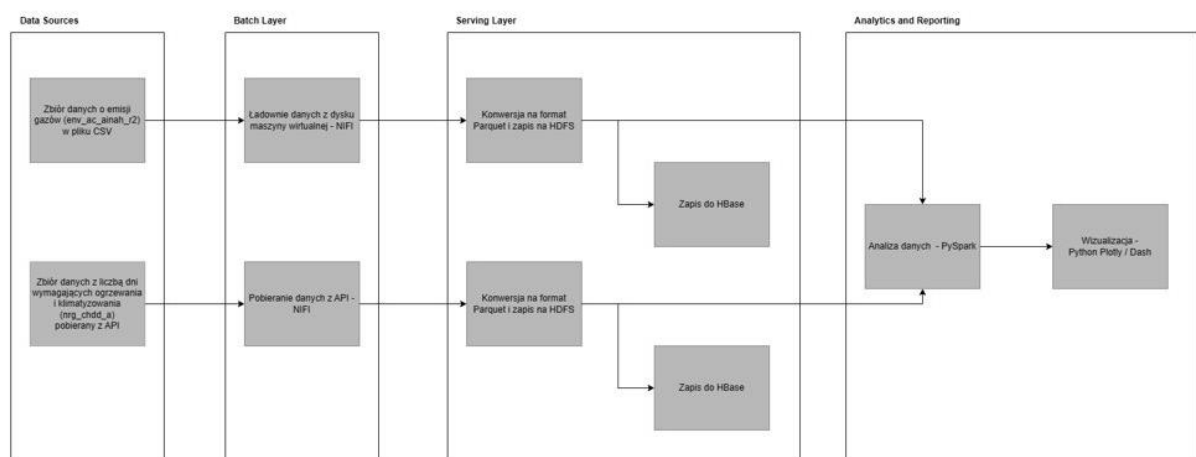 Data Sources
Batch Layer
Serving Layer
Analytics and Reporting
Zbiór danych o emisji
gazów (env_ac_ainah_r2)
w pliku CSV
Ładownie danych z dysku
maszyny wirtualnej - NIFI
Konwersja na format
Parquet i zapis na HDFS
Zapis do HBase
Analiza danych - PySpark
Wizualizacja -
Python Plotly / Dash
Zbiór danych z liczbą dni
wymagających ogrzewania
i klimatyzowania
(nrg_chdd_a)
pobierany z API
Pobieranie danych z API -
NIFI
Konwersja na format
Parquet i zapis na HDFS
Zapis do HBase